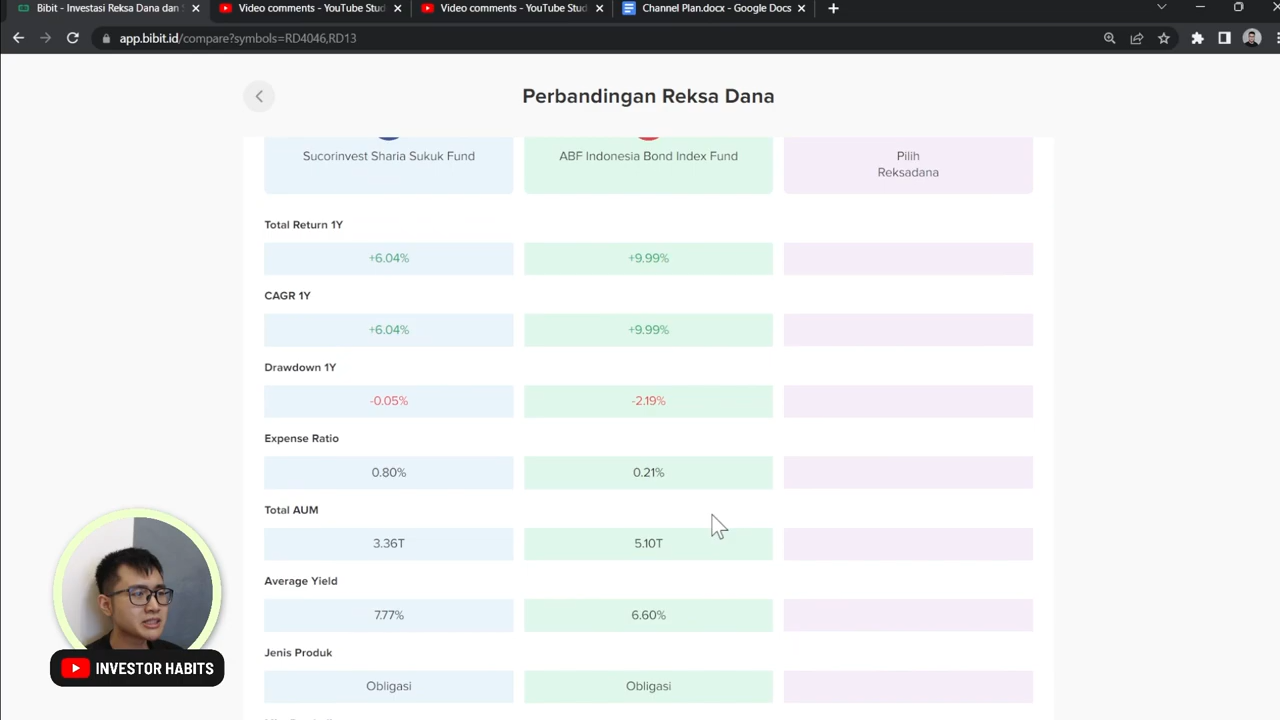 Bibit - Investasi Reksa Dana dan S
Video comments - YouTube Stud
Video comments - YouTube Stud
Channel Plan.docx - Google Docs
app.bibit.id/compare?symbols=RD4046,RD13
Perbandingan Reksa Dana
Sucorinvest Sharia Sukuk Fund
ABF Indonesia Bond Index Fund
Pilih
Reksadana
Total Return 1Y
+6.04%
+9.99%
CAGR 1Y
+6.04%
+9.99%
Drawdown 1Y
-0.05%
-2.19%
Expense Ratio
0.80%
0.21%
Total AUM
3.36T
5.10T
Average Yield
7.77%
6.60%
Jenis Produk
Obligasi
Obligasi
INVESTOR HABITS